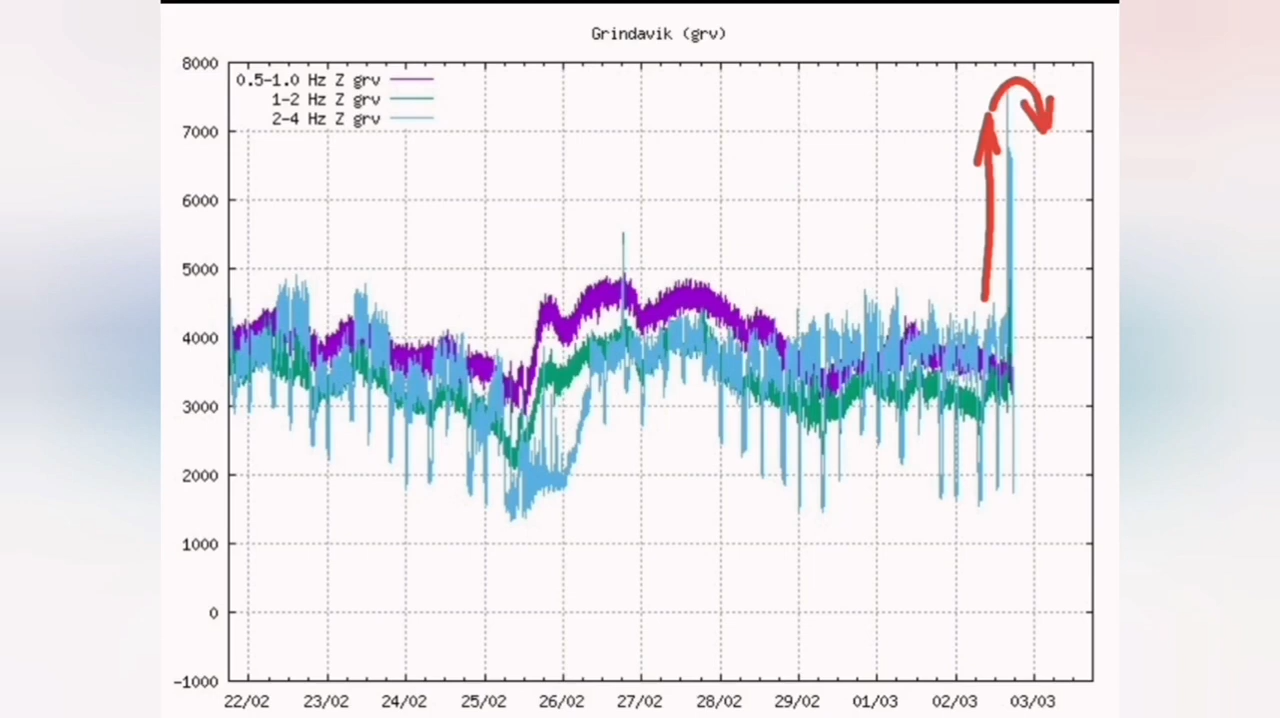 Grindavik (grv)
8000
0.5-1.0 Hz Z grv
1-2 Hz Z grv
2-4 Hz Z grv
7000
6000
5000
4000
3000
2000
1000
0
-1000
22/02 23/02 24/02 25/02 26/02 27/02 28/02 29/02 01/03 02/03 03/03